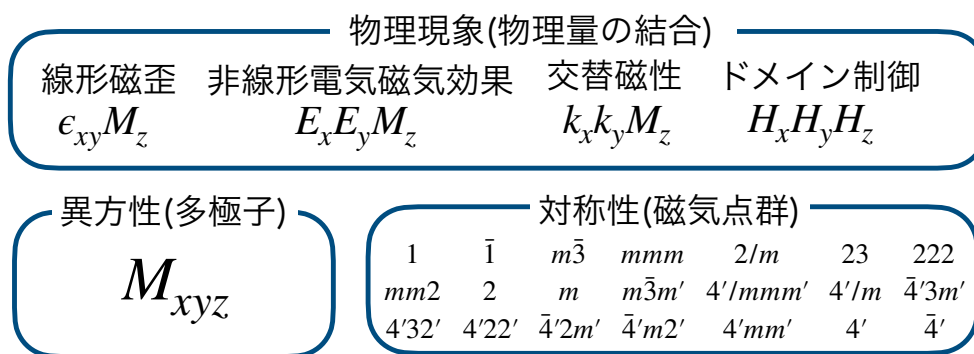 物理現象(物理量の結合)
線形磁歪 非線形電気磁気効果 交替磁性 ドメイン制御
ϵ_{xy}M_z E_xE_yM_z k_xk_yM_z H_xH_yH_z
異方性(多極子)
M_{xyz}
対称性(磁気点群)
1 1̄ m3̄ mmm 2/m 23 222
mm2 2 m m3̄m′ 4′/mmm′ 4′/m 4̄′3m′
4′32′ 4′22′ 4̄′2m′ 4̄′m2′ 4′mm′ 4′ 4̄′